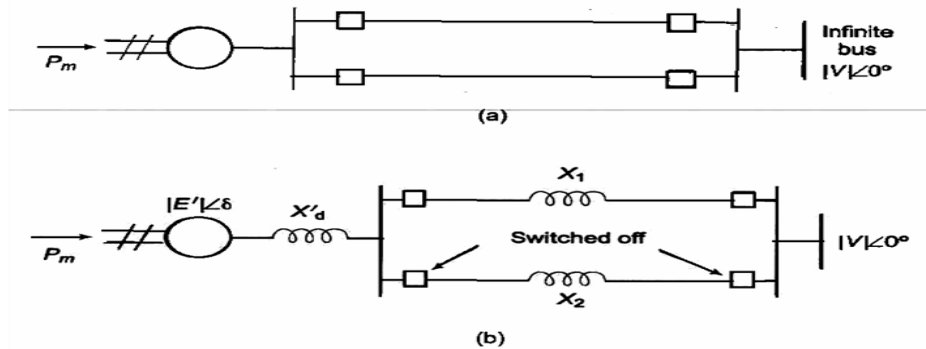 P_m
Infinite
bus
|V|∠0°
(a)
X_1
|E'|∠δ
X'_d
P_m
Switched off
|V|∠0°
X_2
(b)